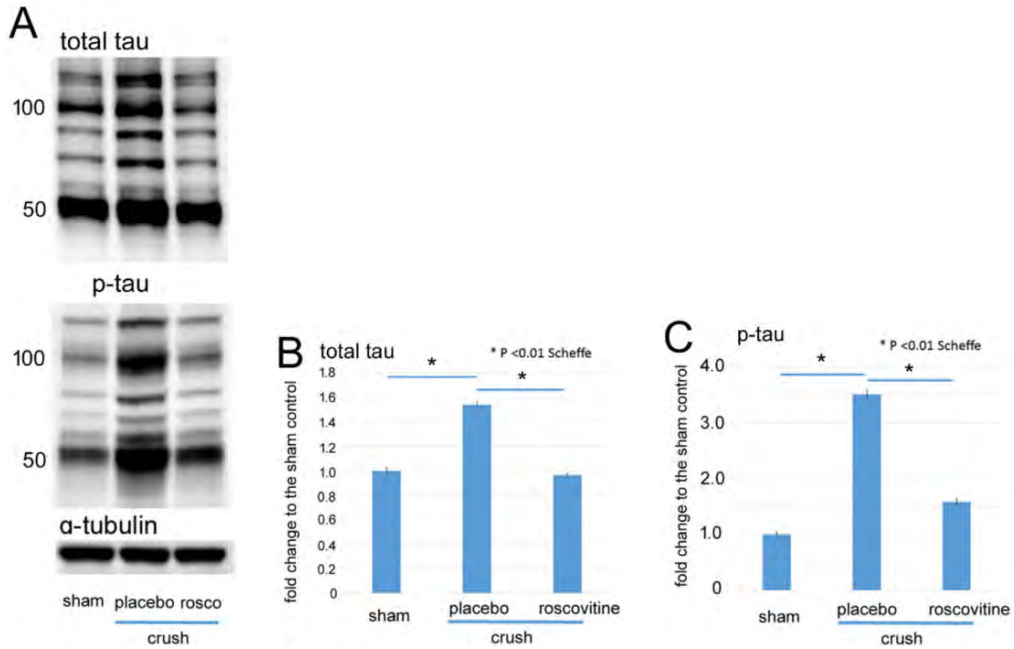 A
total tau
100
50
p-tau
100
50
α-tubulin
sham placebo rosco
crush
B total tau
* P <0.01 Scheffe
*
*
fold change to the sham control
1.8
1.6
1.4
1.2
1.0
0.8
0.6
0.4
0.2
0
sham placebo roscovitine
crush
C p-tau
* P <0.01 Scheffe
*
*
fold change to the sham control
4.0
3.0
2.0
1.0
0
sham placebo roscovitine
crush